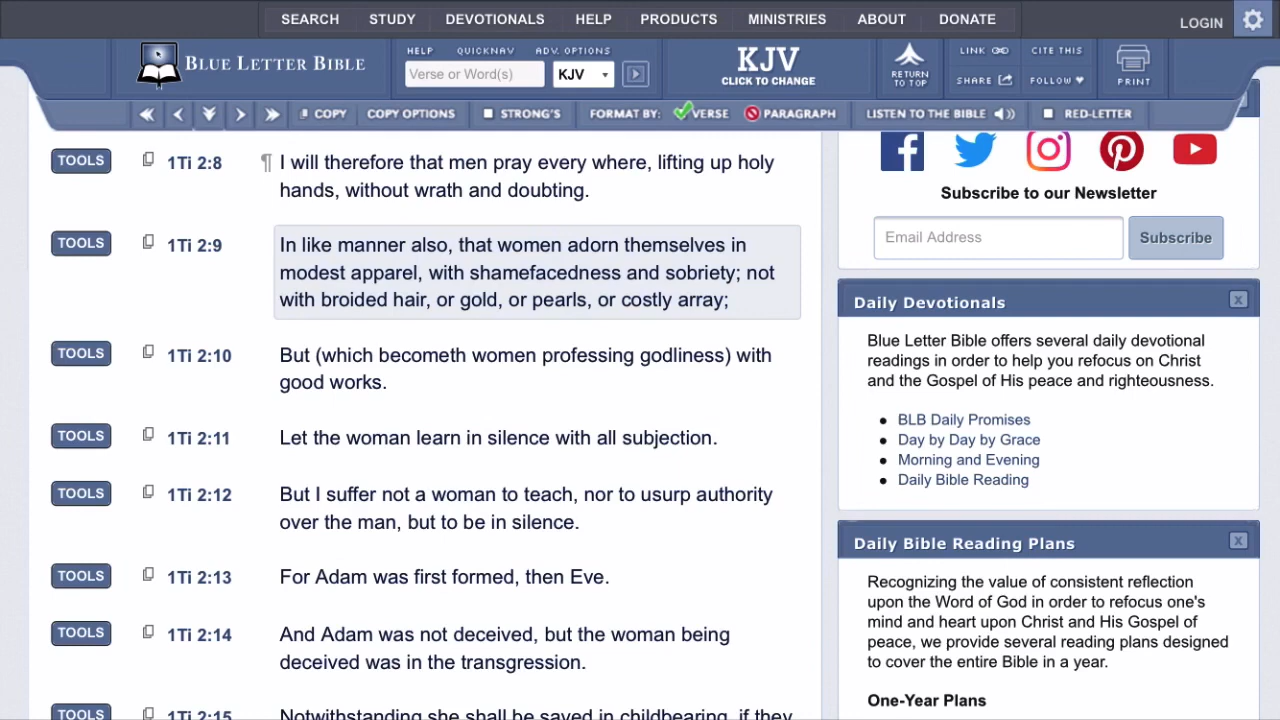 SEARCH STUDY DEVOTIONALS HELP PRODUCTS MINISTRIES ABOUT DONATE LOGIN
BLUE LETTER BIBLE
HELP QUICKNAV ADV. OPTIONS
Verse or Word(s) KJV
KJV
CLICK TO CHANGE
RETURN
TO TOP
LINK CITE THIS
SHARE FOLLOW
PRINT
COPY COPY OPTIONS STRONG'S FORMAT BY: VERSE PARAGRAPH LISTEN TO THE BIBLE RED-LETTER
TOOLS 1Ti 2:8 ¶ I will therefore that men pray every where, lifting up holy
hands, without wrath and doubting.
TOOLS 1Ti 2:9 In like manner also, that women adorn themselves in
modest apparel, with shamefacedness and sobriety; not
with broided hair, or gold, or pearls, or costly array;
TOOLS 1Ti 2:10 But (which becometh women professing godliness) with
good works.
TOOLS 1Ti 2:11 Let the woman learn in silence with all subjection.
TOOLS 1Ti 2:12 But I suffer not a woman to teach, nor to usurp authority
over the man, but to be in silence.
TOOLS 1Ti 2:13 For Adam was first formed, then Eve.
TOOLS 1Ti 2:14 And Adam was not deceived, but the woman being
deceived was in the transgression.
TOOLS 1Ti 2:15 Notwithstanding she shall be saved in childbearing, if they
Subscribe to our Newsletter
Email Address Subscribe
Daily Devotionals x
Blue Letter Bible offers several daily devotional
readings in order to help you refocus on Christ
and the Gospel of His peace and righteousness.
• BLB Daily Promises
• Day by Day by Grace
• Morning and Evening
• Daily Bible Reading
Daily Bible Reading Plans x
Recognizing the value of consistent reflection
upon the Word of God in order to refocus one's
mind and heart upon Christ and His Gospel of
peace, we provide several reading plans designed
to cover the entire Bible in a year.
One-Year Plans